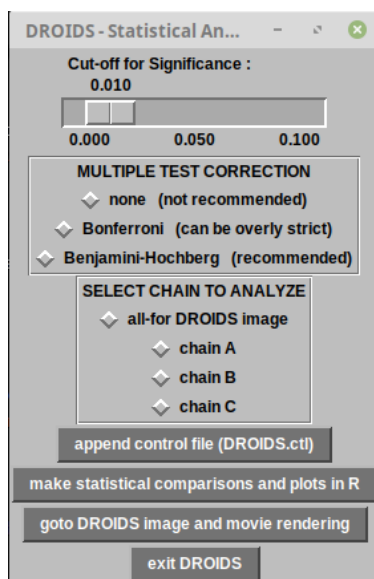 DROIDS - Statistical An...
Cut-off for Significance :
0.010
0.000 0.050 0.100
MULTIPLE TEST CORRECTION
none (not recommended)
Bonferroni (can be overly strict)
Benjamini-Hochberg (recommended)
SELECT CHAIN TO ANALYZE
all-for DROIDS image
chain A
chain B
chain C
append control file (DROIDS.ctl)
make statistical comparisons and plots in R
goto DROIDS image and movie rendering
exit DROIDS